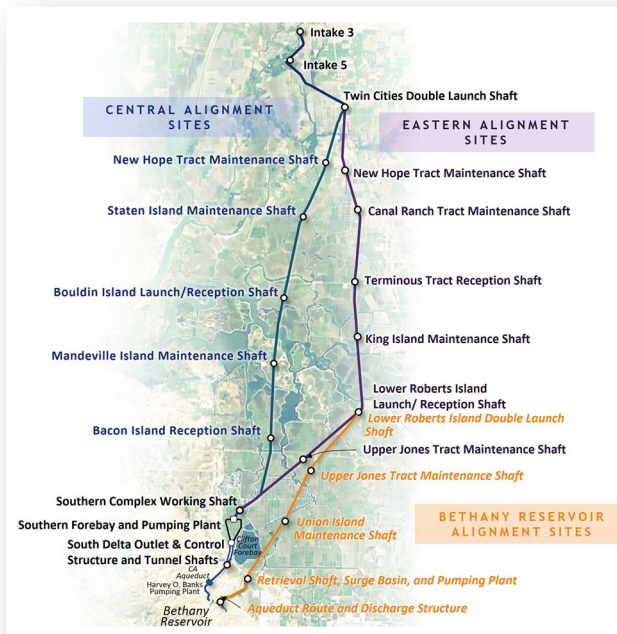 Intake 3
Intake 5
Twin Cities Double Launch Shaft
CENTRAL ALIGNMENT
SITES
EASTERN ALIGNMENT
SITES
New Hope Tract Maintenance Shaft
New Hope Tract Maintenance Shaft
Staten Island Maintenance Shaft
Canal Ranch Tract Maintenance Shaft
Terminous Tract Reception Shaft
Bouldin Island Launch/Reception Shaft
King Island Maintenance Shaft
Mandeville Island Maintenance Shaft
Lower Roberts Island
Launch/ Reception Shaft
Lower Roberts Island Double Launch
Shaft
Bacon Island Reception Shaft
Upper Jones Tract Maintenance Shaft
Upper Jones Tract Maintenance Shaft
Southern Complex Working Shaft
BETHANY RESERVOIR
ALIGNMENT SITES
Southern Forebay and Pumping Plant
Union Island
Maintenance Shaft
South Delta Outlet & Control
Structure and Tunnel Shafts
Clifton
Court
Forebay
CA
Aqueduct
Harvey O. Banks
Pumping Plant
Retrieval Shaft, Surge Basin, and Pumping Plant
Bethany
Reservoir
Aqueduct Route and Discharge Structure